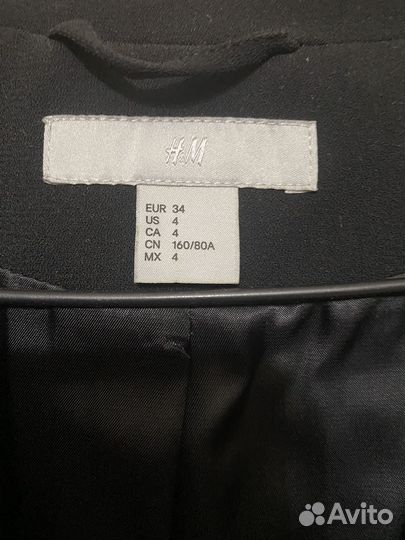 H&M
EUR 34
US 4
CA 4
CN 160/80A
MX 4
Avito